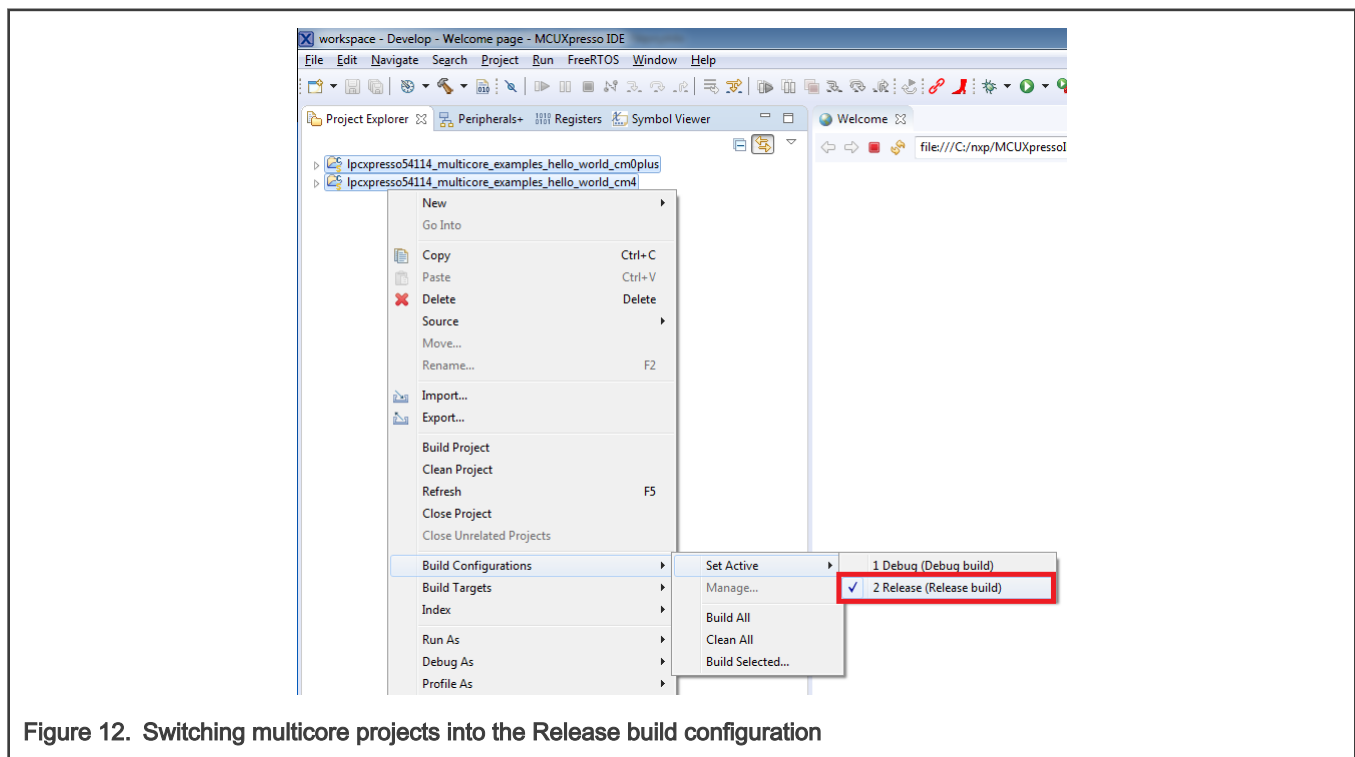 workspace - Develop - Welcome page - MCUXpresso IDE
File Edit Navigate Search Project Run FreeRTOS Window Help
Project Explorer Peripherals+ Registers Symbol Viewer Welcome
file:///C:/nxp/MCUXpressoI
lpcxpresso54114_multicore_examples_hello_world_cm0plus
lpcxpresso54114_multicore_examples_hello_world_cm4
New
Go Into
Copy Ctrl+C
Paste Ctrl+V
Delete Delete
Source
Move...
Rename... F2
Import...
Export...
Build Project
Clean Project
Refresh F5
Close Project
Close Unrelated Projects
Build Configurations Set Active 1 Debug (Debug build)
Build Targets Manage... 2 Release (Release build)
Index Build All
Run As Clean All
Debug As Build Selected...
Profile As
Figure 12. Switching multicore projects into the Release build configuration